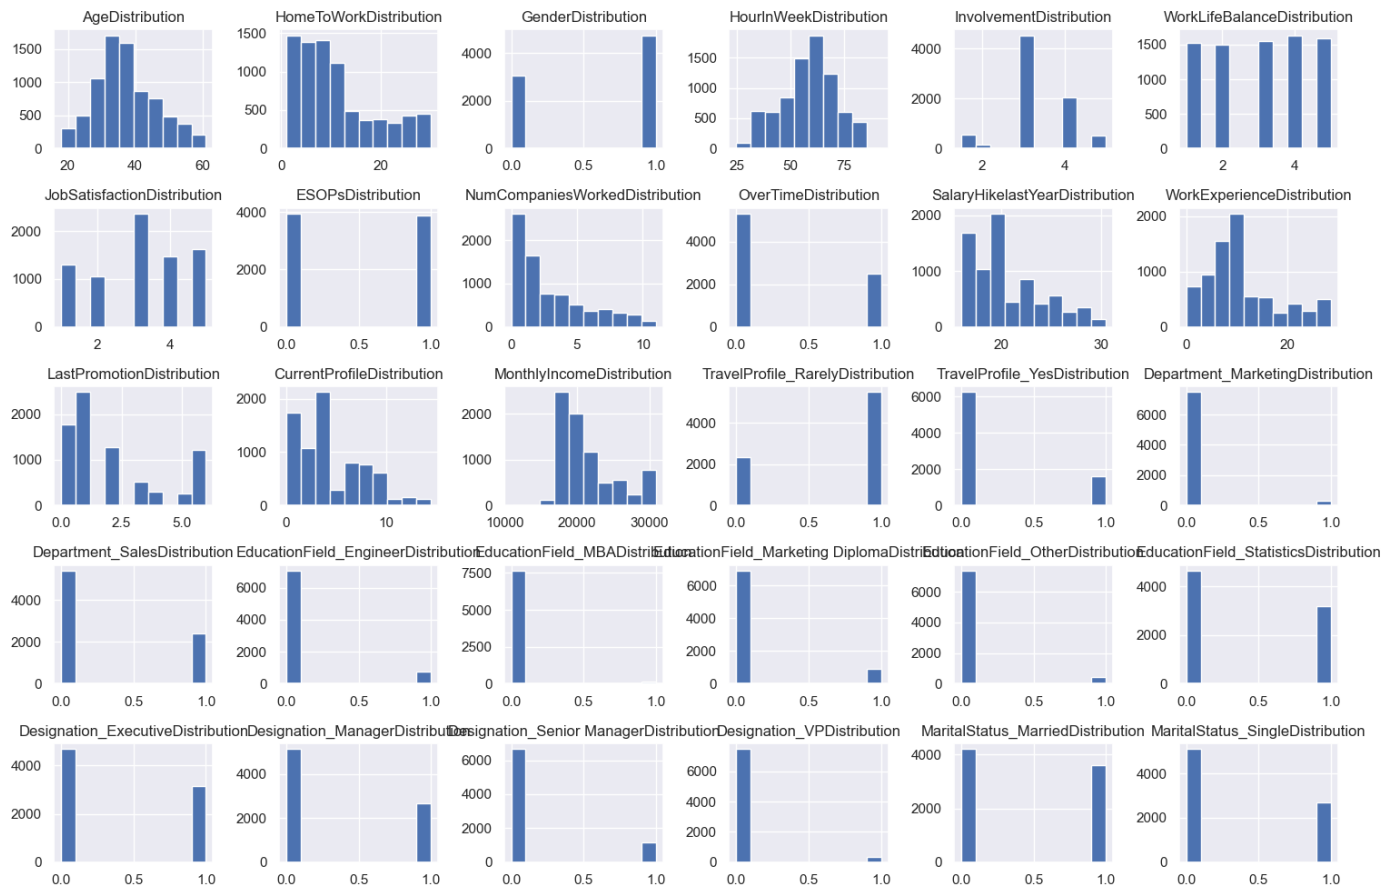 AgeDistribution HomeToWorkDistribution GenderDistribution HourInWeekDistribution InvolvementDistribution WorkLifeBalanceDistribution
1500 1500 4000 1500 4000 1500
1000 1000 2000 1000 2000 1000
500 500 0 500 0 500
0 0 0
20 40 60 0 20 0.0 0.5 1.0 25 50 75 2 4 2 4
JobSatisfactionDistribution ESOPsDistribution NumCompaniesWorkedDistribution OverTimeDistribution SalaryHikelastYearDistribution WorkExperienceDistribution
2000 4000 2000 4000 2000 2000
1000 2000 1000 2000 1000 1000
0 0 0 0 0 0
2 4 0.0 0.5 1.0 0 5 10 0.0 0.5 1.0 20 30 0 20
LastPromotionDistribution CurrentProfileDistribution MonthlyIncomeDistribution TravelProfile_RarelyDistribution TravelProfile_YesDistribution Department_MarketingDistribution
2000 2000 2000 4000 6000 6000
1000 1000 1000 2000 4000 4000
0 0 0 0 2000 2000
0 0
0.0 2.5 5.0 0 10 10000 20000 30000 0.0 0.5 1.0 0.0 0.5 1.0 0.0 0.5 1.0
Department_SalesDistribution EducationField_EngineerDistribution EducationField_MBADistribution EducationField_Marketing DiplomaDistribution EducationField_OtherDistribution EducationField_StatisticsDistribution
4000 6000 7500 6000 6000 4000
2000 4000 5000 4000 4000 2000
0 2000 2500 2000 2000 0
0 0 0 0
0.0 0.5 1.0 0.0 0.5 1.0 0.0 0.5 1.0 0.0 0.5 1.0 0.0 0.5 1.0 0.0 0.5 1.0
Designation_ExecutiveDistribution Designation_ManagerDistribution Designation_Senior ManagerDistribution Designation_VPDistribution MaritalStatus_MarriedDistribution MaritalStatus_SingleDistribution
4000 4000 6000 6000 4000 4000
2000 2000 4000 4000 2000 2000
0 0 2000 2000 0 0
0 0
0.0 0.5 1.0 0.0 0.5 1.0 0.0 0.5 1.0 0.0 0.5 1.0 0.0 0.5 1.0 0.0 0.5 1.0